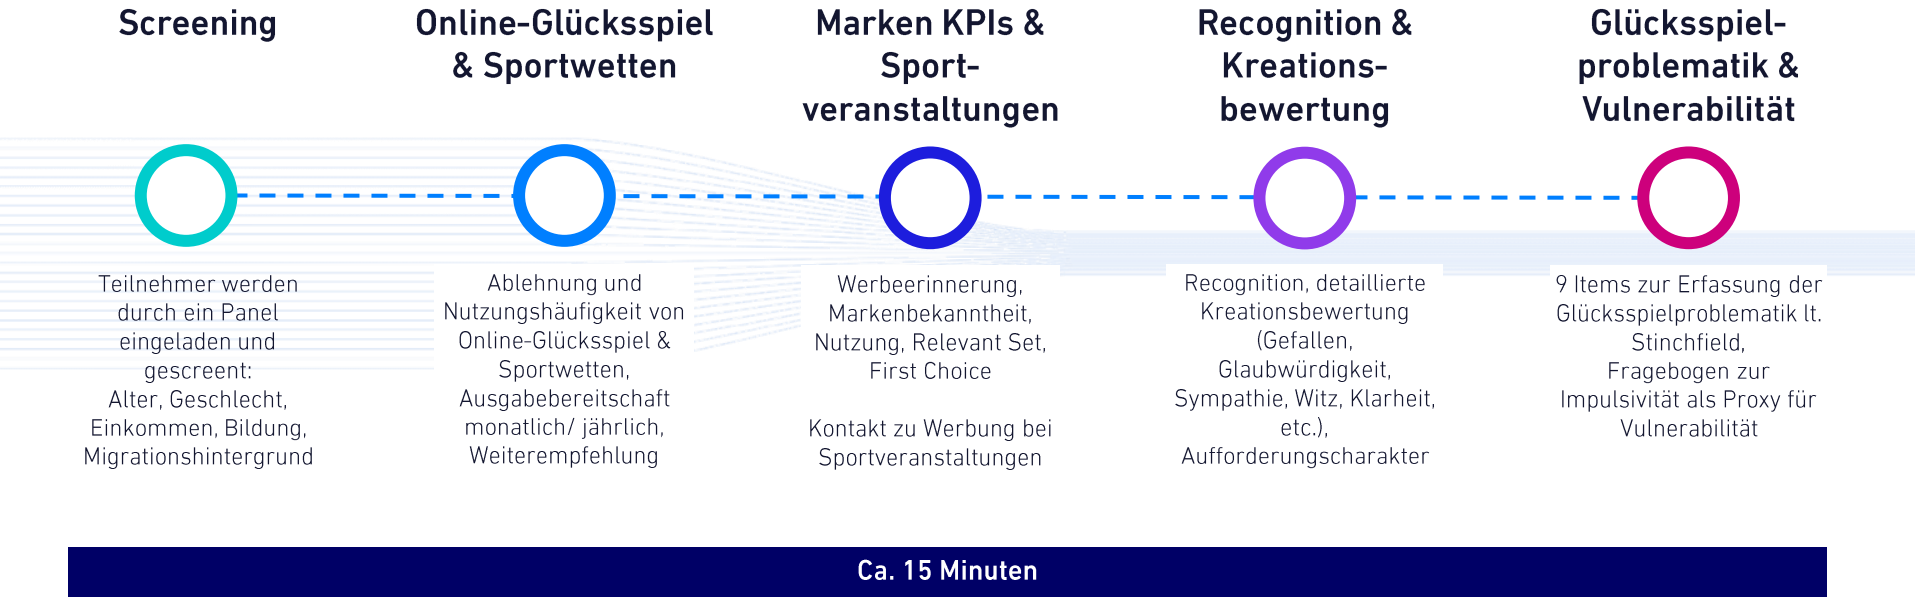 Screening
Online-Glücksspiel
& Sportwetten
Marken KPIs &
Sport-
veranstaltungen
Recognition &
Kreations-
bewertung
Glücksspiel-
problematik &
Vulnerabilität
Teilnehmer werden
durch ein Panel
eingeladen und
gescreent:
Alter, Geschlecht,
Einkommen, Bildung,
Migrationshintergrund
Ablehnung und
Nutzungshäufigkeit von
Online-Glücksspiel &
Sportwetten,
Ausgabebereitschaft
monatlich/ jährlich,
Weiterempfehlung
Werbeerinnerung,
Markenbekanntheit,
Nutzung, Relevant Set,
First Choice
Kontakt zu Werbung bei
Sportveranstaltungen
Recognition, detaillierte
Kreationsbewertung
(Gefallen,
Glaubwürdigkeit,
Sympathie, Witz, Klarheit,
etc.),
Aufforderungscharakter
9 Items zur Erfassung der
Glücksspielproblematik lt.
Stinchfield,
Fragebogen zur
Impulsivität als Proxy für
Vulnerabilität
Ca. 15 Minuten